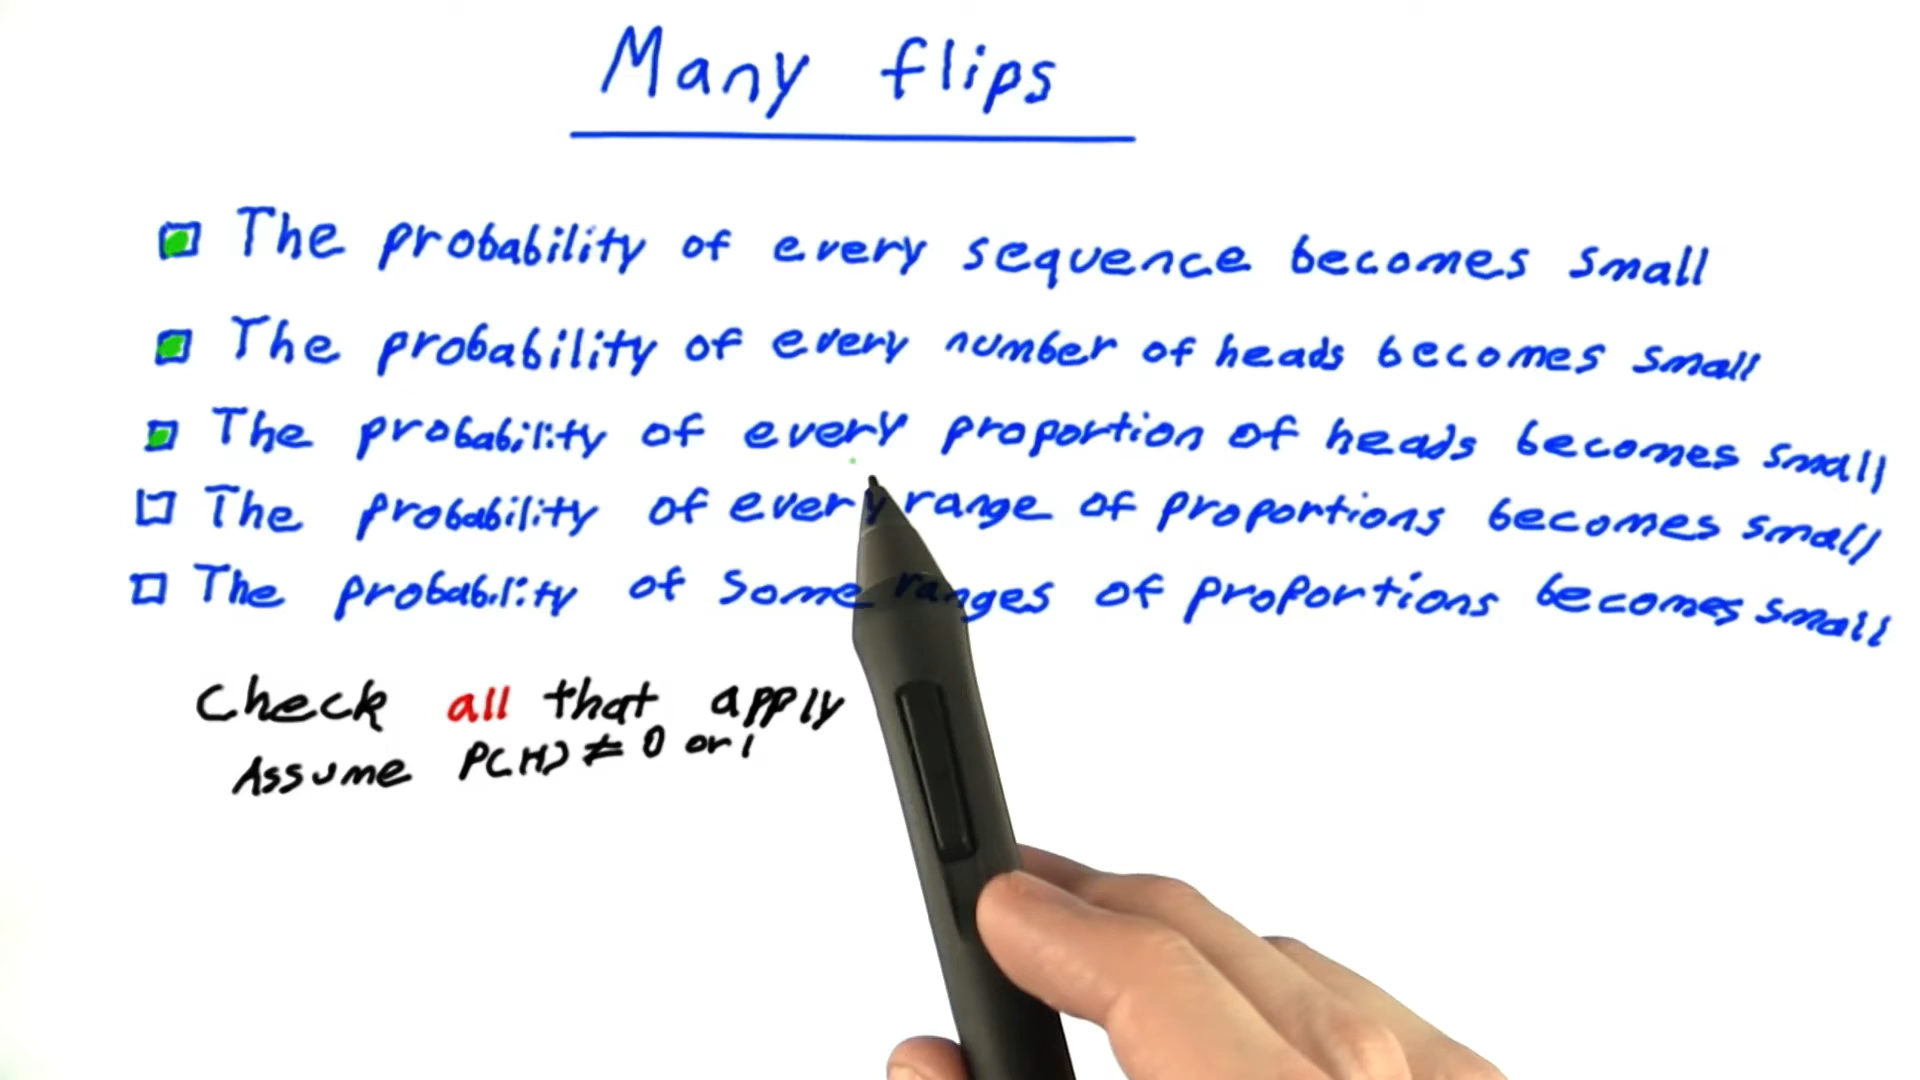 Many flips
The probability of every sequence becomes small
The probability of every number of heads becomes small
The probability of every proportion of heads becomes small
The probability of every range of proportions becomes small
The probability of some ranges of proportions becomes small
Check all that apply
Assume P(H) ≠ 0 or 1